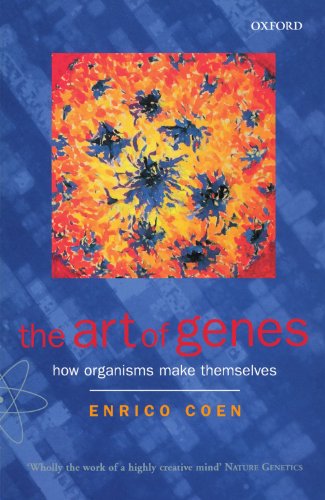 OXFORD
the art of genes
how organisms make themselves
ENRICO COEN
'Wholly the work of a highly creative mind' NATURE GENETICS